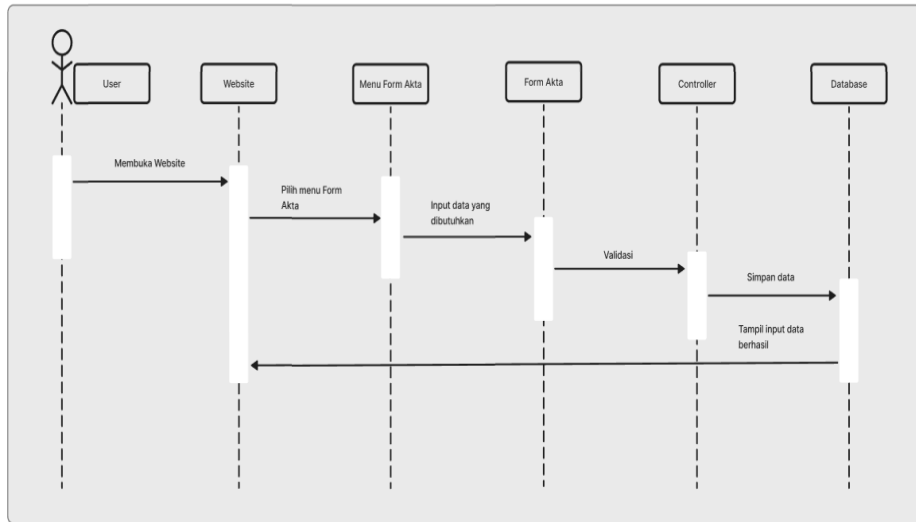 User
Website
Menu Form Akta
Form Akta
Controller
Database
Membuka Website
Pilih menu Form
Akta
Input data yang
dibutuhkan
Validasi
Simpan data
Tampil input data
berhasil